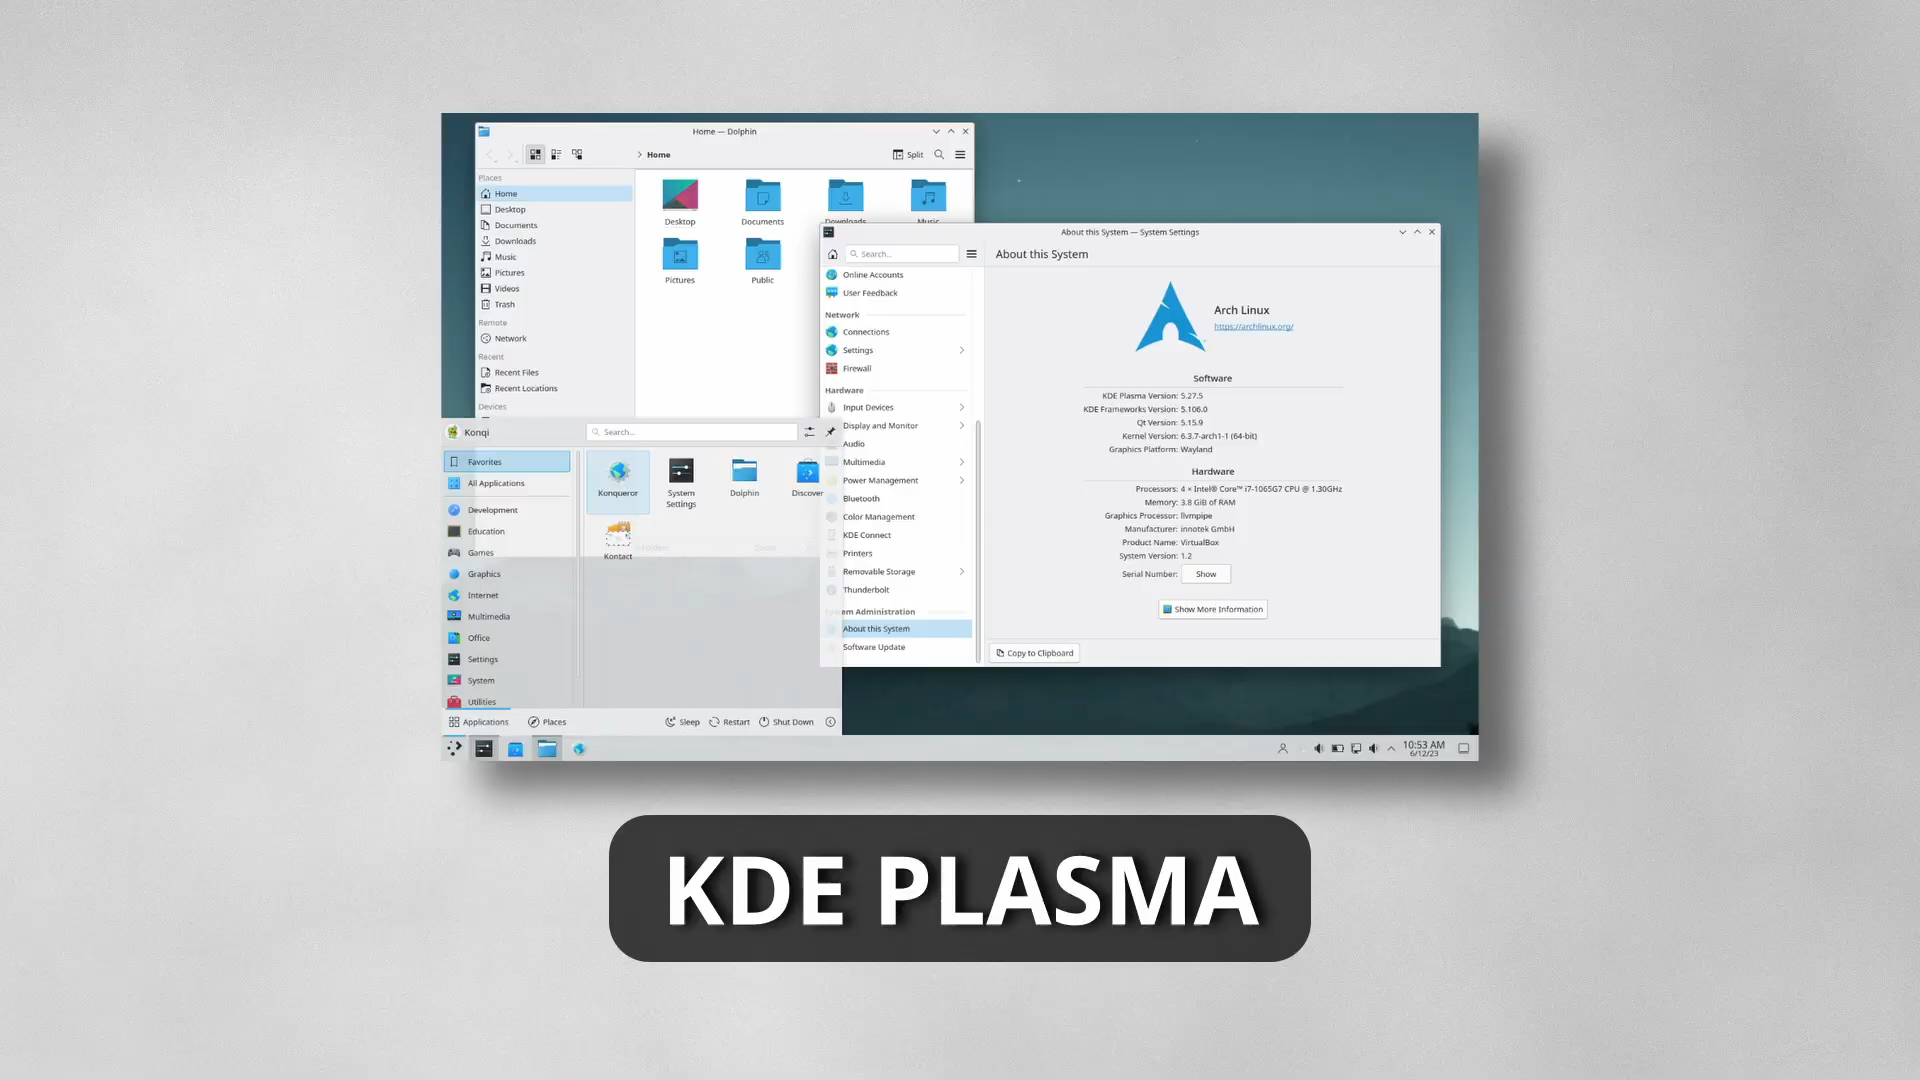 Home — Dolphin
Home
Split
Places
Home
Desktop
Documents
Downloads
Music
Pictures
Videos
Trash
Remote
Network
Recent
Recent Files
Recent Locations
Devices
Desktop
Documents
Downloads
Music
Pictures
Public
About this System — System Settings
Search...
About this System
Online Accounts
User Feedback
Network
Connections
Settings
Firewall
Hardware
Input Devices
Display and Monitor
Audio
Multimedia
Power Management
Bluetooth
Color Management
KDE Connect
Printers
Removable Storage
Thunderbolt
System Administration
About this System
Software Update
Arch Linux
https://archlinux.org/
Software
KDE Plasma Version: 5.27.5
KDE Frameworks Version: 5.106.0
Qt Version: 5.15.9
Kernel Version: 6.3.7-arch1-1 (64-bit)
Graphics Platform: Wayland
Hardware
Processors: 4 × Intel® Core™ i7-1065G7 CPU @ 1.30GHz
Memory: 3.8 GiB of RAM
Graphics Processor: llvmpipe
Manufacturer: innotek GmbH
Product Name: VirtualBox
System Version: 1.2
Serial Number: Show
Show More Information
Copy to Clipboard
Konqi
Search...
Favorites
All Applications
Development
Education
Games
Graphics
Internet
Multimedia
Office
Settings
System
Utilities
Konqueror
System
Settings
Dolphin
Discover
Kontact
Applications
Places
Sleep
Restart
Shut Down
10:53 AM
6/12/23
KDE PLASMA